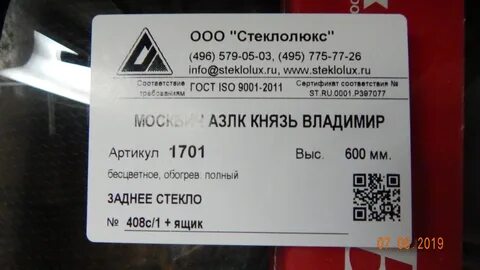 ООО "Стеклолюкс"
(496) 579-05-03, (495) 775-77-26
info@steklolux.ru, www.steklolux.ru
Соответствие требованиям ГОСТ ISO 9001-2011 Сертификат соответствия № ST.RU.0001.P397077
МОСКВИЧ АЗЛК КНЯЗЬ ВЛАДИМИР
Артикул 1701 Выс. 600 мм.
бесцветное, обогрев. полный
ЗАДНЕЕ СТЕКЛО
№ 408с/1 + ящик
2019